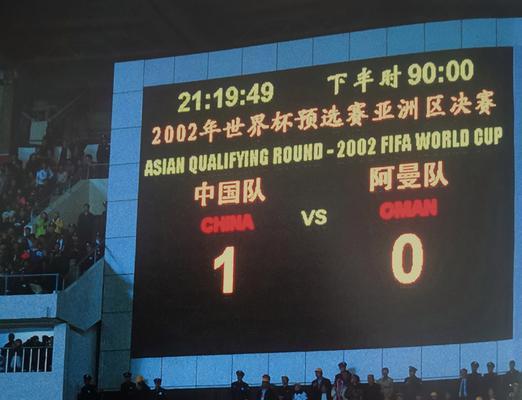 21:19:49 下半时 90:00
2002年世界杯预选赛亚洲区决赛
ASIAN QUALIFYING ROUND - 2002 FIFA WORLD CUP
中国队 阿曼队
CHINA VS OMAN
1 0